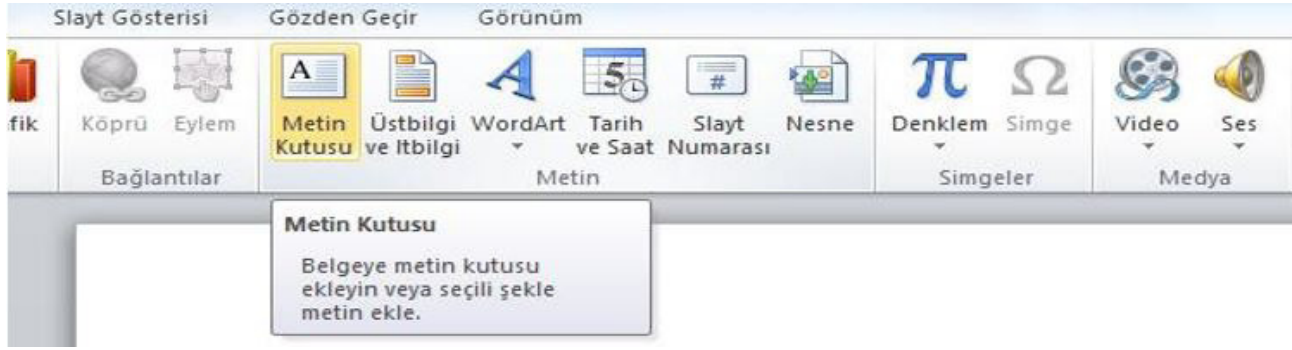 Slayt Gösterisi Gözden Geçir Görünüm
fik Köprü Eylem Metin Kutusu Üstbilgi ve ltbilgi WordArt Tarih ve Saat Slayt Numarası Nesne Denklem Simge Video Ses
Bağlantılar Metin Simgeler Medya
Metin Kutusu
Belgeye metin kutusu
ekleyin veya seçili şekle
metin ekle.